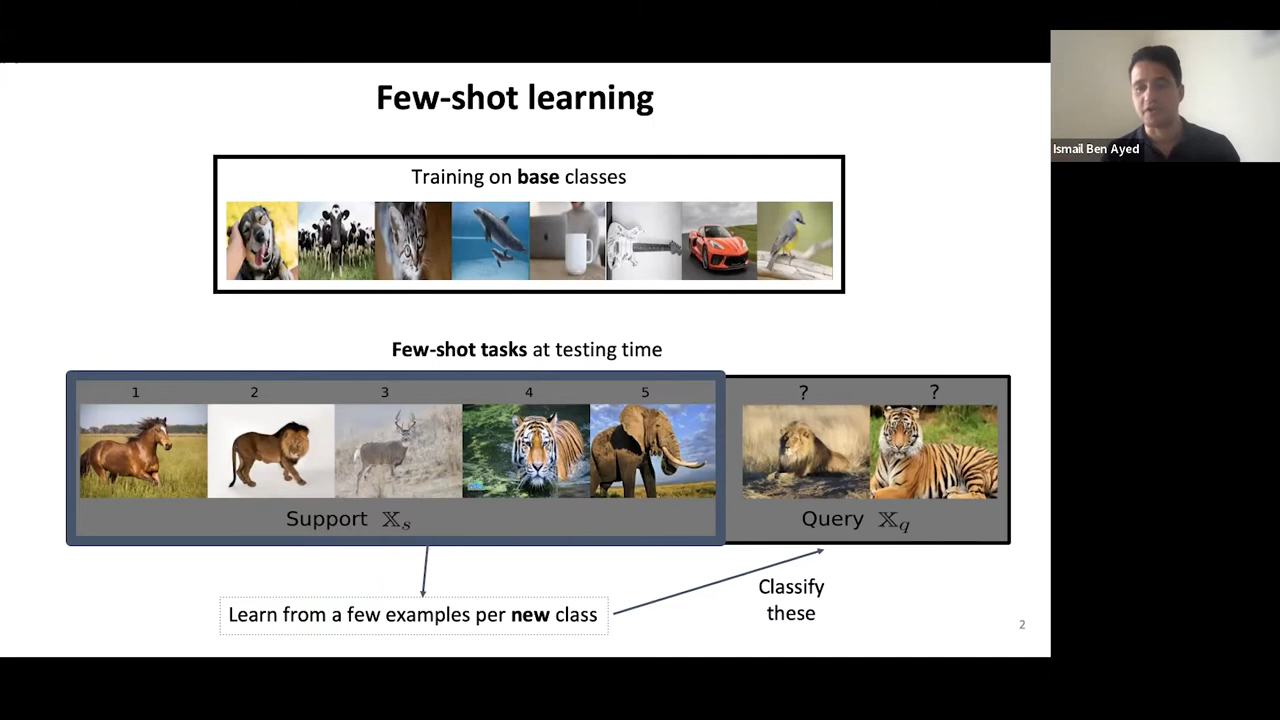 Few-shot learning
Ismail Ben Ayed
Training on base classes
Few-shot tasks at testing time
1 2 3 4 5 ? ?
Support 𝕏s
Query 𝕏q
Learn from a few examples per new class
Classify
these
2